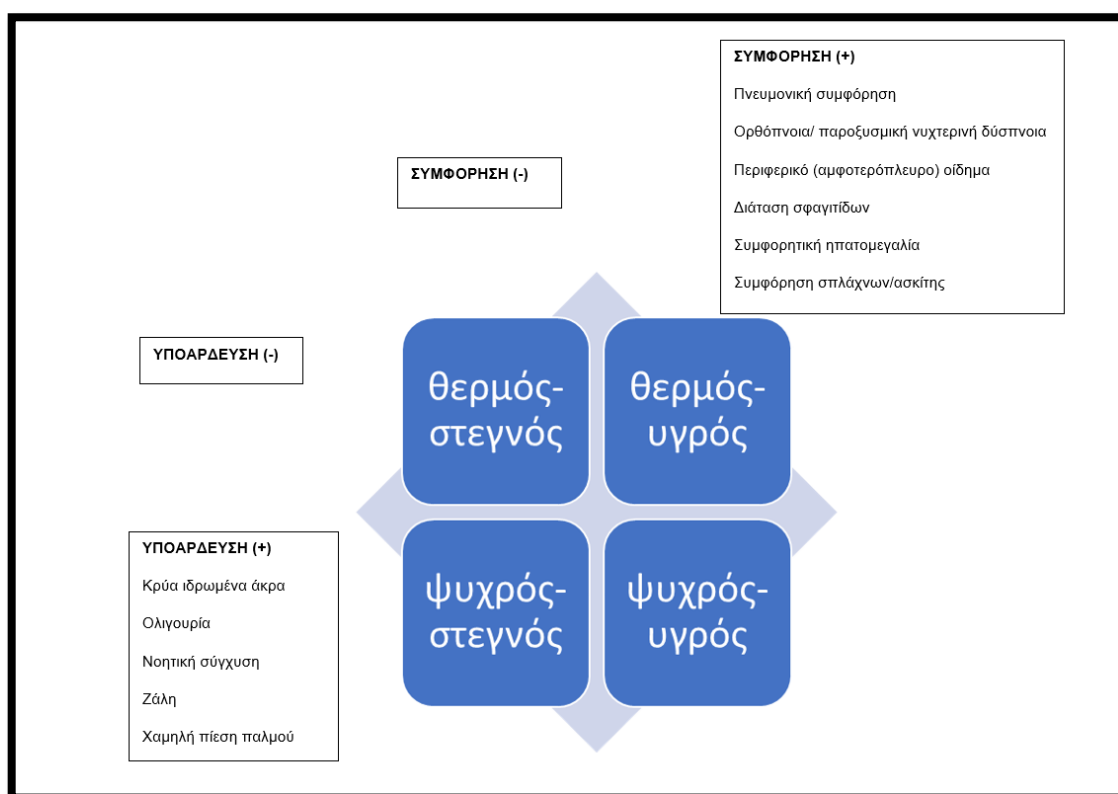 ΣΥΜΦΟΡΗΣΗ (+)
Πνευμονική συμφόρηση
Ορθόπνοια/ παροξυσμική νυχτερινή δύσπνοια
Περιφερικό (αμφοτερόπλευρο) οίδημα
Διάταση σφαγιτίδων
Συμφορητική ηπατομεγαλία
Συμφόρηση σπλάχνων/ασκίτης
ΣΥΜΦΟΡΗΣΗ (-)
ΥΠΟΑΡΔΕΥΣΗ (-)
θερμός-
στεγνός
θερμός-
υγρός
ΥΠΟΑΡΔΕΥΣΗ (+)
Κρύα ιδρωμένα άκρα
Ολιγουρία
Νοητική σύγχυση
Ζάλη
Χαμηλή πίεση παλμού
ψυχρός-
στεγνός
ψυχρός-
υγρός